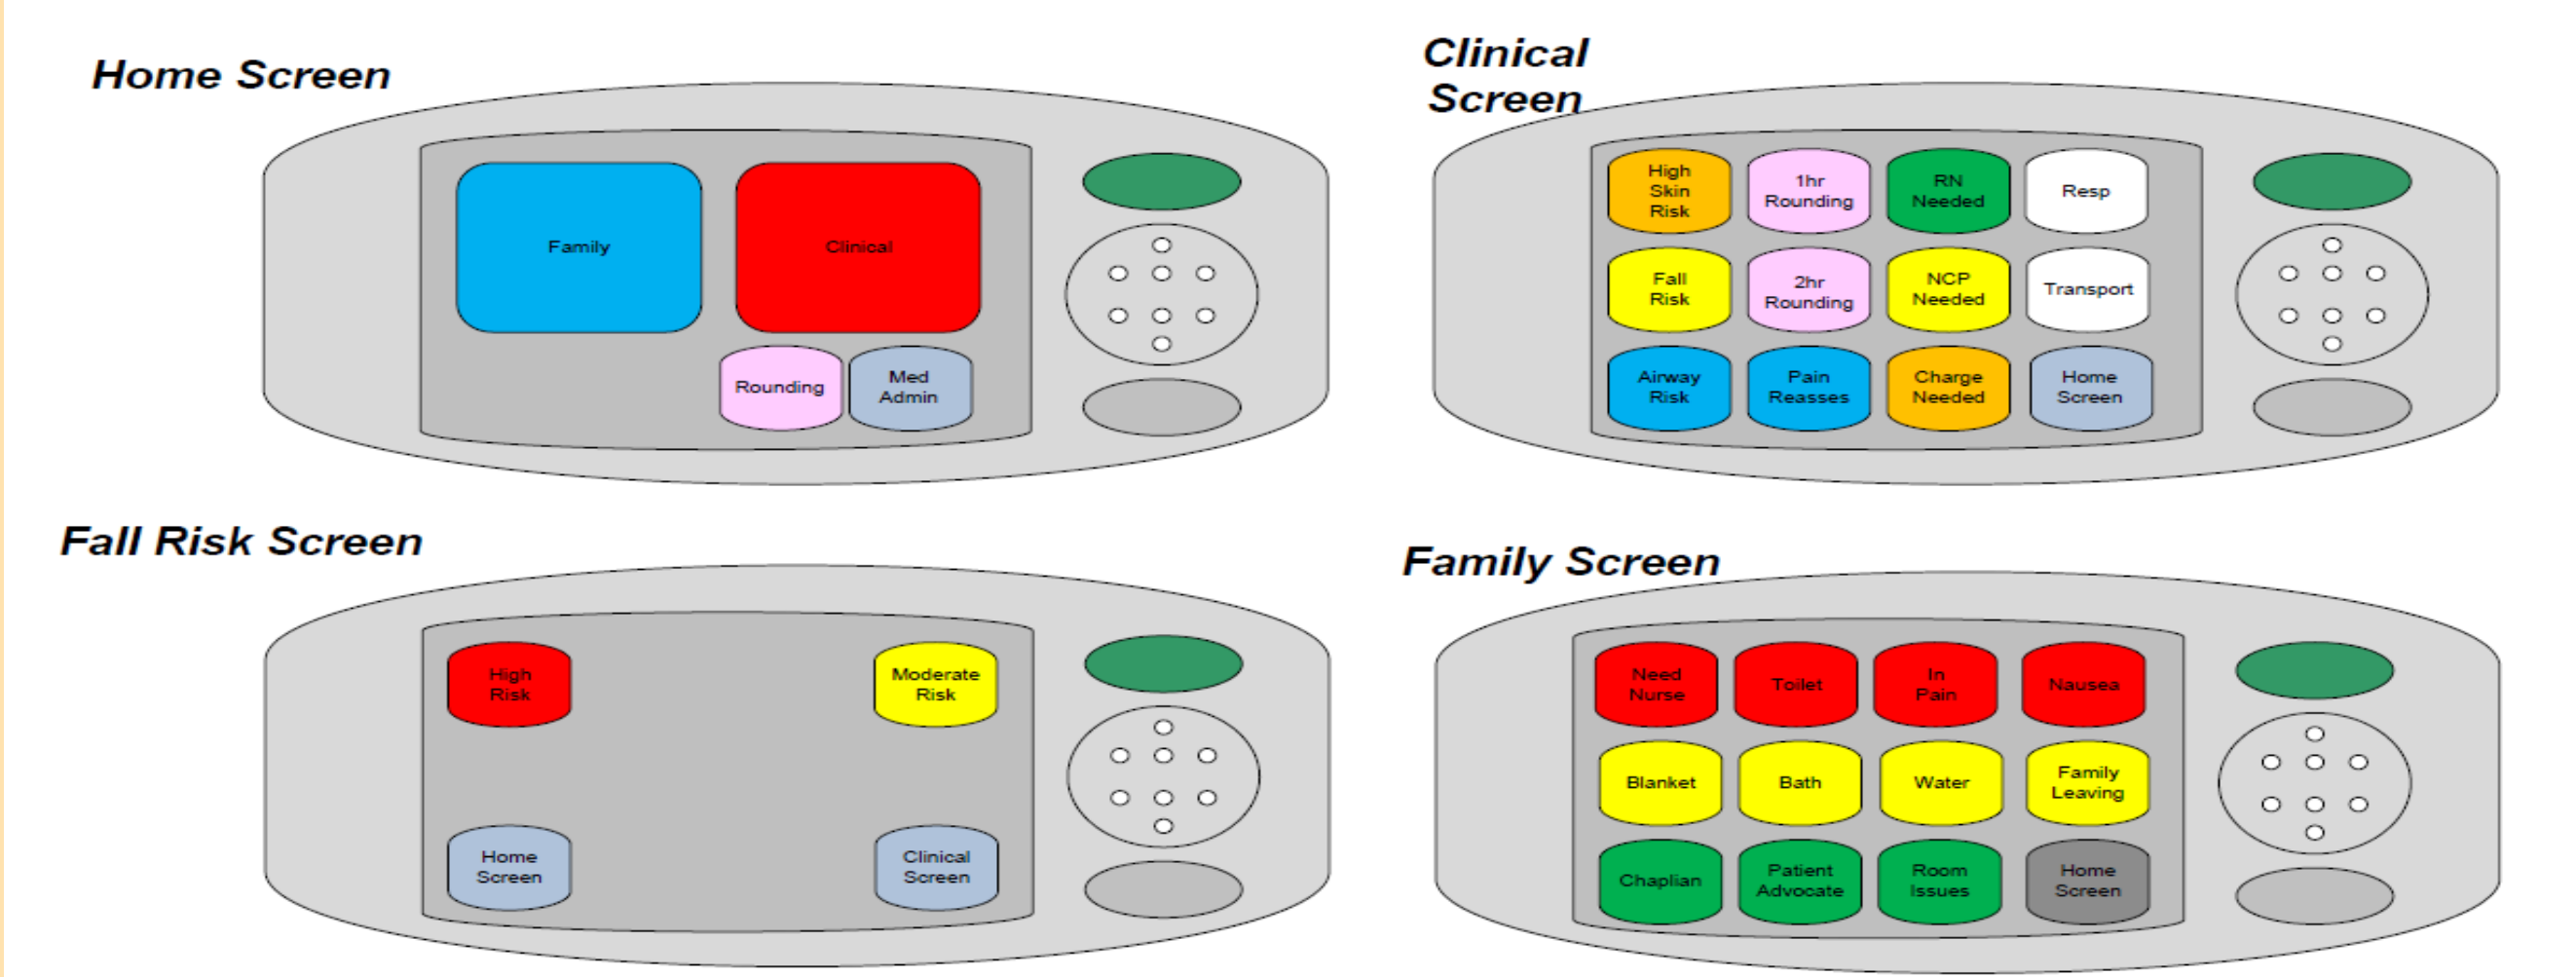 Home Screen
Family
Clinical
Rounding
Med
Admin
Clinical
Screen
High
Skin
Risk
1hr
Rounding
RN
Needed
Resp
Fall
Risk
2hr
Rounding
NCP
Needed
Transport
Airway
Risk
Pain
Reasses
Charge
Needed
Home
Screen
Fall Risk Screen
High
Risk
Moderate
Risk
Home
Screen
Clinical
Screen
Family Screen
Need
Nurse
Toilet
In
Pain
Nausea
Blanket
Bath
Water
Family
Leaving
Chaplian
Patient
Advocate
Room
Issues
Home
Screen